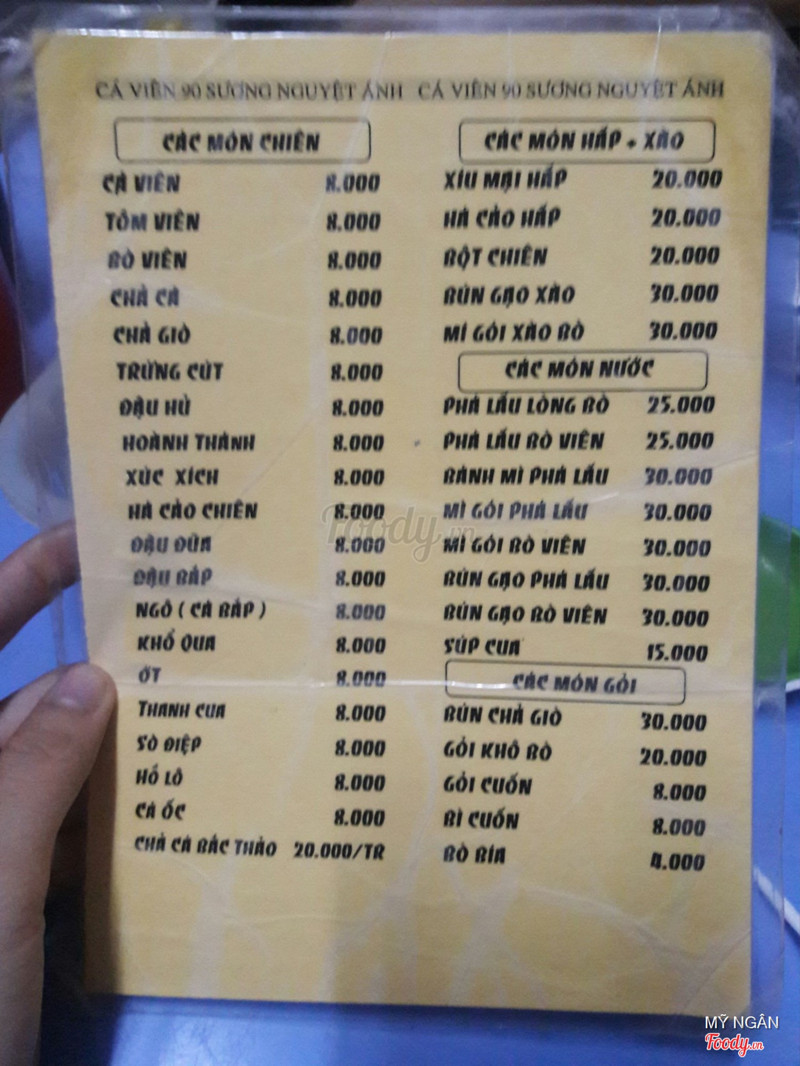 CÁ VIÊN 90 SƯƠNG NGUYỆT ÁNH CÁ VIÊN 90 SƯƠNG NGUYỆT ÁNH
CÁC MÓN CHIÊN
CÁ VIÊN 8.000
TÔM VIÊN 8.000
BÒ VIÊN 8.000
CHẢ CÁ 8.000
CHẢ GIÒ 8.000
TRỨNG CÚT 8.000
ĐẬU HỦ 8.000
HOÀNH THÁNH 8.000
XÚC XÍCH 8.000
HÁ CẢO CHIÊN 8.000
ĐẬU ĐŨA 8.000
ĐẬU BẮP 8.000
NGÔ ( CÀ BẮP ) 8.000
KHỔ QUA 8.000
ỚT 8.000
THANH CUA 8.000
SÒ ĐIỆP 8.000
HỒ LÔ 8.000
CÁ ỐC 8.000
CHẢ CÁ BẮC THẢO 20.000/TR
CÁC MÓN HẤP + XÀO
XÍU MẠI HẤP 20.000
HÁ CẢO HẤP 20.000
BỘT CHIÊN 20.000
BÚN GẠO XÀO 30.000
MÌ GÓI XÀO BÒ 30.000
CÁC MÓN NƯỚC
PHÁ LẤU LÒNG BÒ 25.000
PHÁ LẤU BÒ VIÊN 25.000
BÁNH MÌ PHÁ LẤU 30.000
MÌ GÓI PHÁ LẤU 30.000
MÌ GÓI BÒ VIÊN 30.000
BÚN GẠO PHÁ LẤU 30.000
BÚN GẠO BÒ VIÊN 30.000
SÚP CUA 15.000
CÁC MÓN GỎI
BÚN CHẢ GIÒ 30.000
GỎI KHÔ BÒ 20.000
GỎI CUỐN 8.000
BÌ CUỐN 8.000
BÒ BÍA 4.000
Foody.vn
MỸ NGÂN
Foody.vn